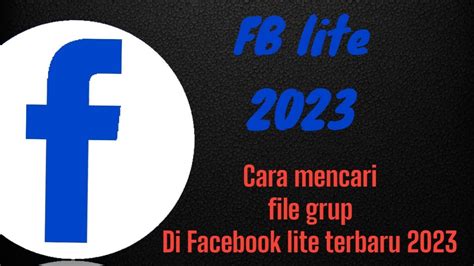 FB lite
2023
Cara mencari
file grup
Di Facebook lite terbaru 2023